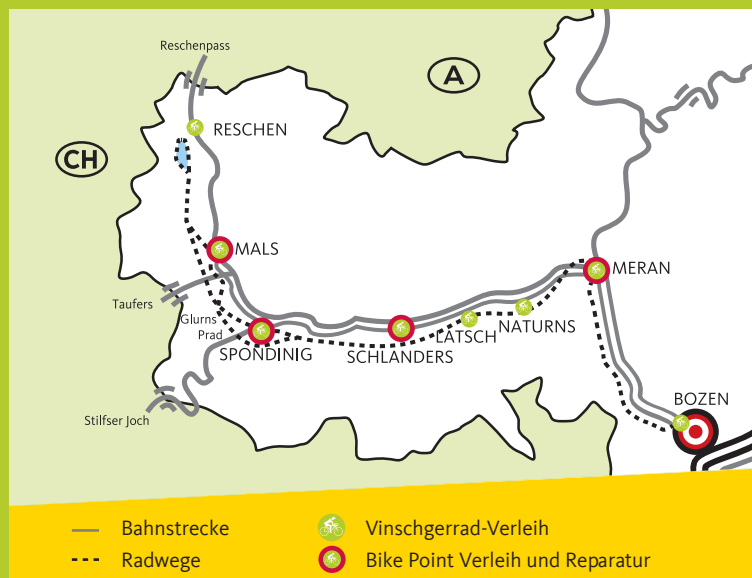 Reschenpass
A
RESCHEN
CH
MALS
MERAN
Taufers
Glurns
Prad
NATURNS
LATSCH
SPONDINIG
SCHLANDERS
BOZEN
Stilfser Joch
Bahnstrecke
Vinschgerrad-Verleih
Radwege
Bike Point Verleih und Reparatur